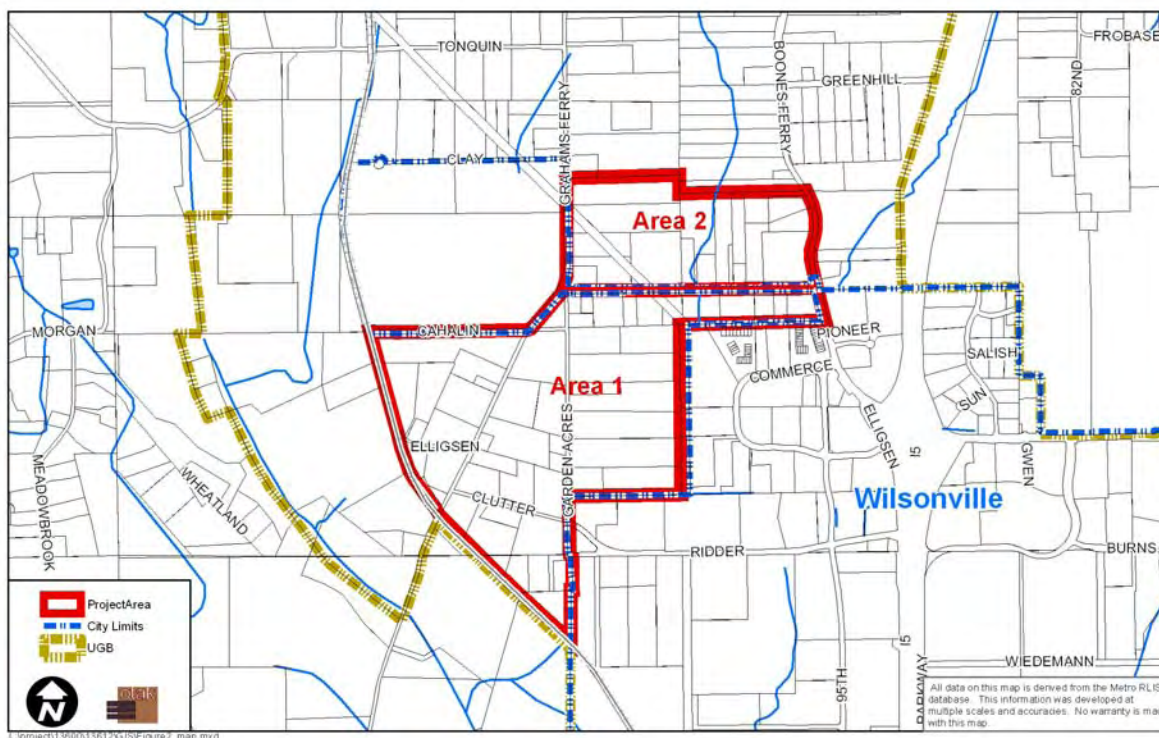 TONQUIN
FROBASE
BOONES-FERRY
GREENHILL
82ND
CLAY
GRAHAMS-FERRY
Area 2
MORGAN
CAHALIN
PIONEER
SALISH
COMMERCE
Area 1
SUN
ELLIGSEN
GARDEN-ACRES
ELLIGSEN
I5
GWEN
MEADOWBROOK
WHEATLAND
CLUTTER
Wilsonville
RIDDER
BURNS
ProjectArea
City Limits
UGB
I5
WIEDEMANN
95TH
PARKWAY
N
otak
All data on this map is derived from the Metro RLIS
database. This information was developed at
multiple scales and accuracies. No warranty is mad
with this map.